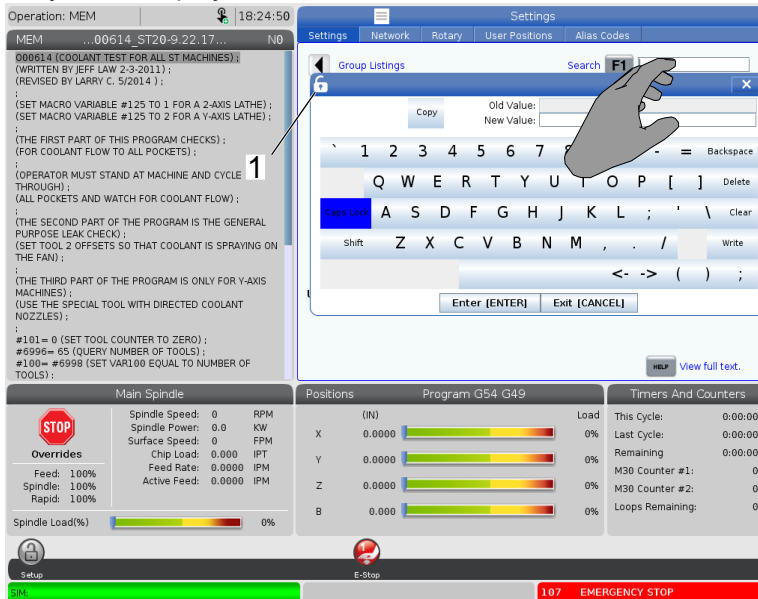 Operation: MEM
18:24:50
MEM ...00614_ST20-9.22.17... N0
O00614 (COOLANT TEST FOR ALL ST MACHINES) ;
(WRITTEN BY JEFF LAW 2-3-2011) ;
(REVISED BY LARRY C. 5/2014 ) ;
;
(SET MACRO VARIABLE #125 TO 1 FOR A 2-AXIS LATHE) ;
(SET MACRO VARIABLE #125 TO 2 FOR A Y-AXIS LATHE) ;
;
(THE FIRST PART OF THIS PROGRAM CHECKS) ;
(FOR COOLANT FLOW TO ALL POCKETS) ;
;
(OPERATOR MUST STAND AT MACHINE AND CYCLE
THROUGH) ;
(ALL POCKETS AND WATCH FOR COOLANT FLOW) ;
;
(THE SECOND PART OF THE PROGRAM IS THE GENERAL
PURPOSE LEAK CHECK) ;
(SET TOOL 2 OFFSETS SO THAT COOLANT IS SPRAYING ON
THE FAN) ;
;
(THE THIRD PART OF THE PROGRAM IS ONLY FOR Y-AXIS
MACHINES) ;
(USE THE SPECIAL TOOL WITH DIRECTED COOLANT
NOZZLES) ;
;
#101= 0 (SET TOOL COUNTER TO ZERO) ;
#6996= 65 (QUERY NUMBER OF TOOLS) ;
#100= #6998 (SET VAR100 EQUAL TO NUMBER OF
TOOLS) ;
1
Settings
Settings Network Rotary User Positions Alias Codes
Group Listings Search F1
X
Copy Old Value:
New Value:
` 1 2 3 4 5 6 7 - = Backspace
Q W E R T Y U I O P [ ] Delete
Caps Lock A S D F G H J K L ; ' \ Clear
Shift Z X C V B N M , . / Write
<- -> ( ) ;
Enter [ENTER] Exit [CANCEL]
HELP View full text.
Main Spindle
STOP
Overrides
Feed: 100%
Spindle: 100%
Rapid: 100%
Spindle Speed: 0 RPM
Spindle Power: 0.0 KW
Surface Speed: 0 FPM
Chip Load: 0.000 IPT
Feed Rate: 0.0000 IPM
Active Feed: 0.0000 IPM
Spindle Load(%) 0%
Positions Program G54 G49
(IN) Load
X 0.0000 0%
Y 0.0000 0%
Z 0.0000 0%
B 0.000 0%
Timers And Counters
This Cycle: 0:00:00
Last Cycle: 0:00:00
Remaining 0:00:00
M30 Counter #1: 0
M30 Counter #2: 0
Loops Remaining: 0
Setup
E-Stop
SIM:
107 EMERGENCY STOP